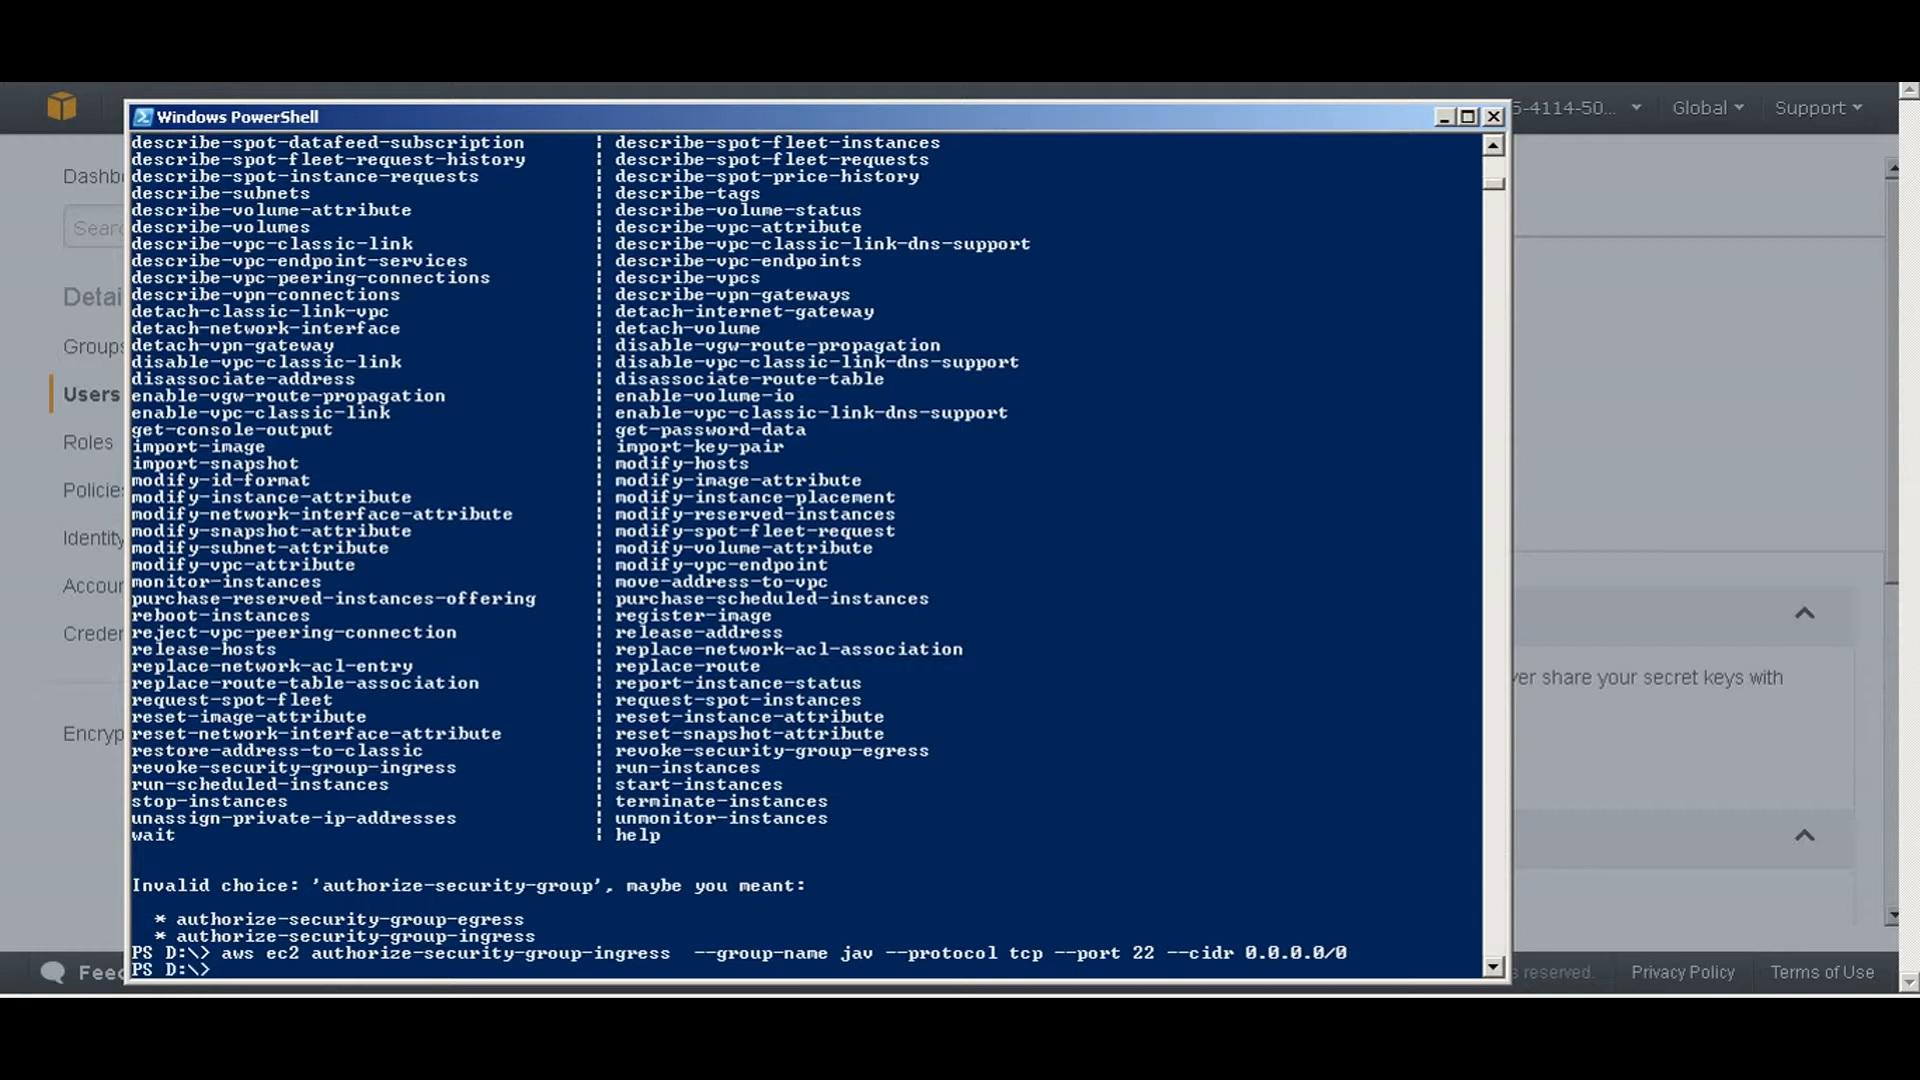 Windows PowerShell
5-4114-50...
Global
Support
describe-spot-datafeed-subscription | describe-spot-fleet-instances
describe-spot-fleet-request-history | describe-spot-fleet-requests
describe-spot-instance-requests | describe-spot-price-history
describe-subnets | describe-tags
describe-volume-attribute | describe-volume-status
describe-volumes | describe-vpc-attribute
describe-vpc-classic-link | describe-vpc-classic-link-dns-support
describe-vpc-endpoint-services | describe-vpc-endpoints
describe-vpc-peering-connections | describe-vpcs
describe-vpn-connections | describe-vpn-gateways
detach-classic-link-vpc | detach-internet-gateway
detach-network-interface | detach-volume
detach-vpn-gateway | disable-vgw-route-propagation
disable-vpc-classic-link | disable-vpc-classic-link-dns-support
disassociate-address | disassociate-route-table
enable-vgw-route-propagation | enable-volume-io
enable-vpc-classic-link | enable-vpc-classic-link-dns-support
get-console-output | get-password-data
import-image | import-key-pair
import-snapshot | modify-hosts
modify-id-format | modify-image-attribute
modify-instance-attribute | modify-instance-placement
modify-network-interface-attribute | modify-reserved-instances
modify-snapshot-attribute | modify-spot-fleet-request
modify-subnet-attribute | modify-volume-attribute
modify-vpc-attribute | modify-vpc-endpoint
monitor-instances | move-address-to-vpc
purchase-reserved-instances-offering | purchase-scheduled-instances
reboot-instances | register-image
reject-vpc-peering-connection | release-address
release-hosts | replace-network-acl-association
replace-network-acl-entry | replace-route
replace-route-table-association | report-instance-status
request-spot-fleet | request-spot-instances
reset-image-attribute | reset-instance-attribute
reset-network-interface-attribute | reset-snapshot-attribute
restore-address-to-classic | revoke-security-group-egress
revoke-security-group-ingress | run-instances
run-scheduled-instances | start-instances
stop-instances | terminate-instances
unassign-private-ip-addresses | unmonitor-instances
wait | help
Invalid choice: 'authorize-security-group', maybe you meant:
* authorize-security-group-egress
* authorize-security-group-ingress
PS D:\> aws ec2 authorize-security-group-ingress --group-name jav --protocol tcp --port 22 --cidr 0.0.0.0/0
PS D:\>
Dashb
Sear
Detai
Groups
Users
Roles
Policie
Identity
Accoun
Creder
Encryp
ver share your secret keys with
Feed
s reserved.
Privacy Policy
Terms of Use